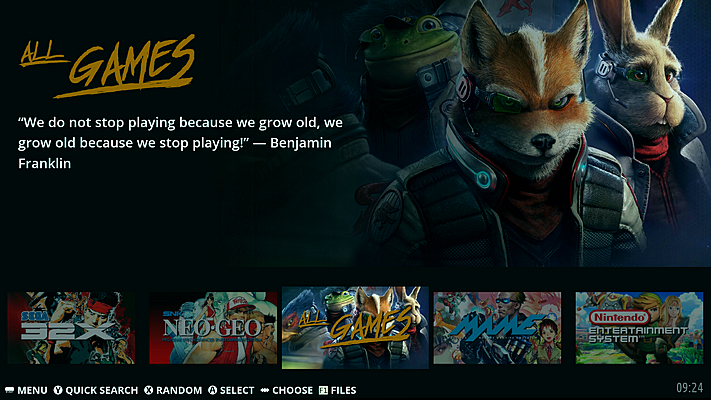 ALL GAMES
“We do not stop playing because we grow old, we
grow old because we stop playing!” — Benjamin
Franklin
SEGA
32X
SNK
NEO·GEO
ALL GAMES
MAME
Nintendo
ENTERTAINMENT
SYSTEM
MENU Y QUICK SEARCH X RANDOM A SELECT CHOOSE F1 FILES
09:24